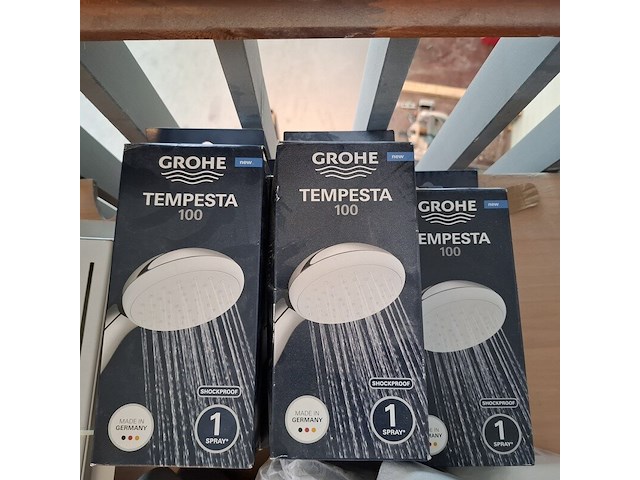 GROHE
new
TEMPESTA
100
SHOCKPROOF
MADE IN
GERMANY
1
SPRAY*
GROHE
new
TEMPESTA
100
SHOCKPROOF
MADE IN
GERMANY
1
SPRAY*
GROHE
new
EMPESTA
100
SHOCKPROOF
1
SPRAY*